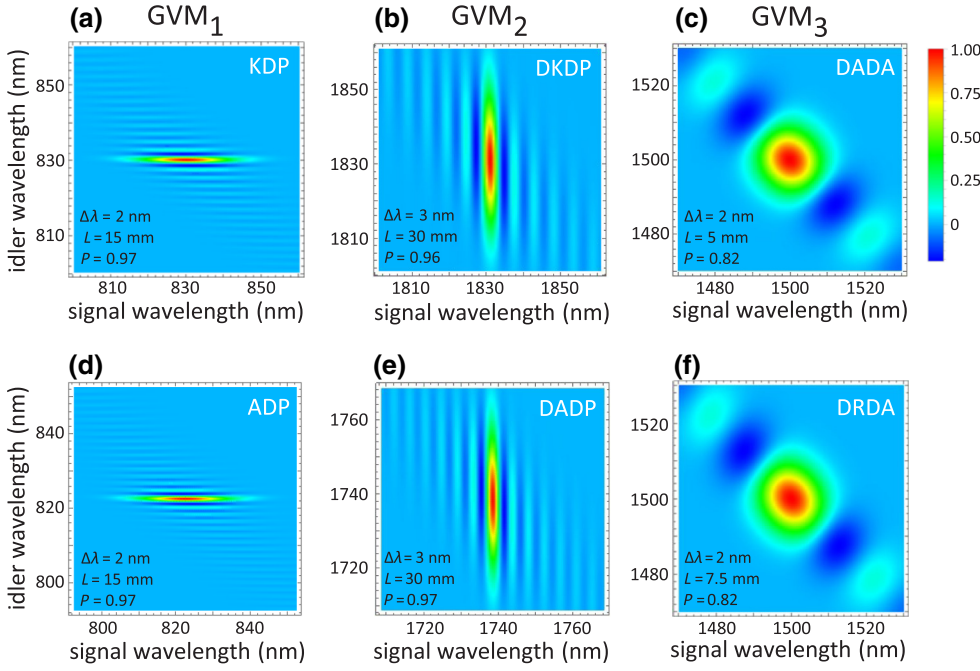 (a) GVM1
(b) GVM2
(c) GVM3
KDP
DKDP
DADA
idler wavelength (nm)
850
830
810
Δλ = 2 nm
L = 15 mm
P = 0.97
810 830 850
signal wavelength (nm)
1850
1830
1810
Δλ = 3 nm
L = 30 mm
P = 0.96
1810 1830 1850
signal wavelength (nm)
1520
1500
1480
Δλ = 2 nm
L = 5 mm
P = 0.82
1480 1500 1520
signal wavelength (nm)
1.00
0.75
0.50
0.25
0
(d)
ADP
idler wavelength (nm)
840
820
800
Δλ = 2 nm
L = 15 mm
P = 0.97
800 820 840
signal wavelength (nm)
(e)
DADP
1760
1740
1720
Δλ = 3 nm
L = 30 mm
P = 0.97
1720 1740 1760
signal wavelength (nm)
(f)
DRDA
1520
1500
1480
Δλ = 2 nm
L = 7.5 mm
P = 0.82
1480 1500 1520
signal wavelength (nm)